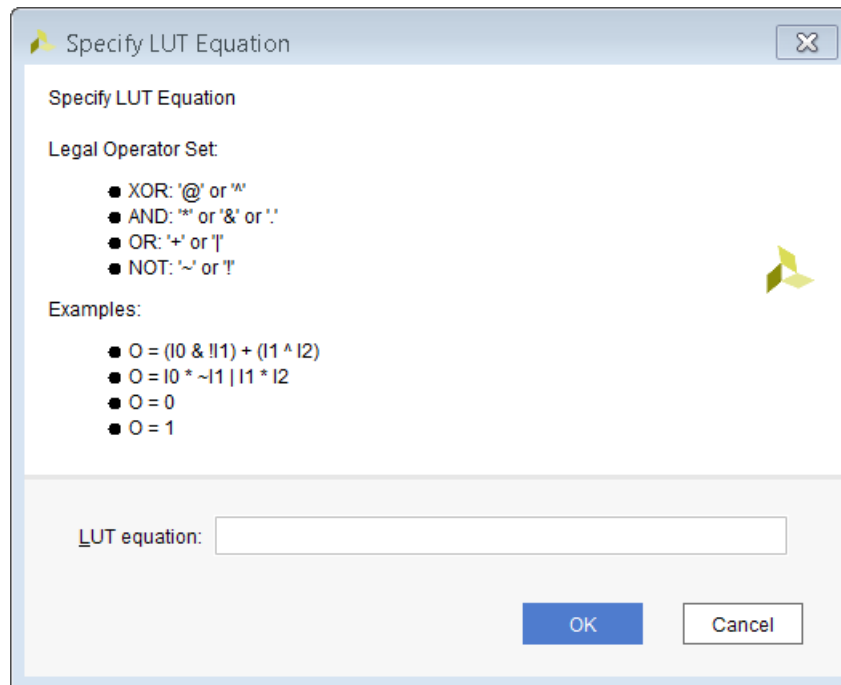 Specify LUT Equation
Specify LUT Equation
Legal Operator Set:
XOR: '@' or '^'
AND: '*' or '&' or '.'
OR: '+' or '|'
NOT: '~' or '!'
Examples:
O = (I0 & !I1) + (I1 ^ I2)
O = I0 * ~I1 | I1 * I2
O = 0
O = 1
LUT equation:
OK
Cancel